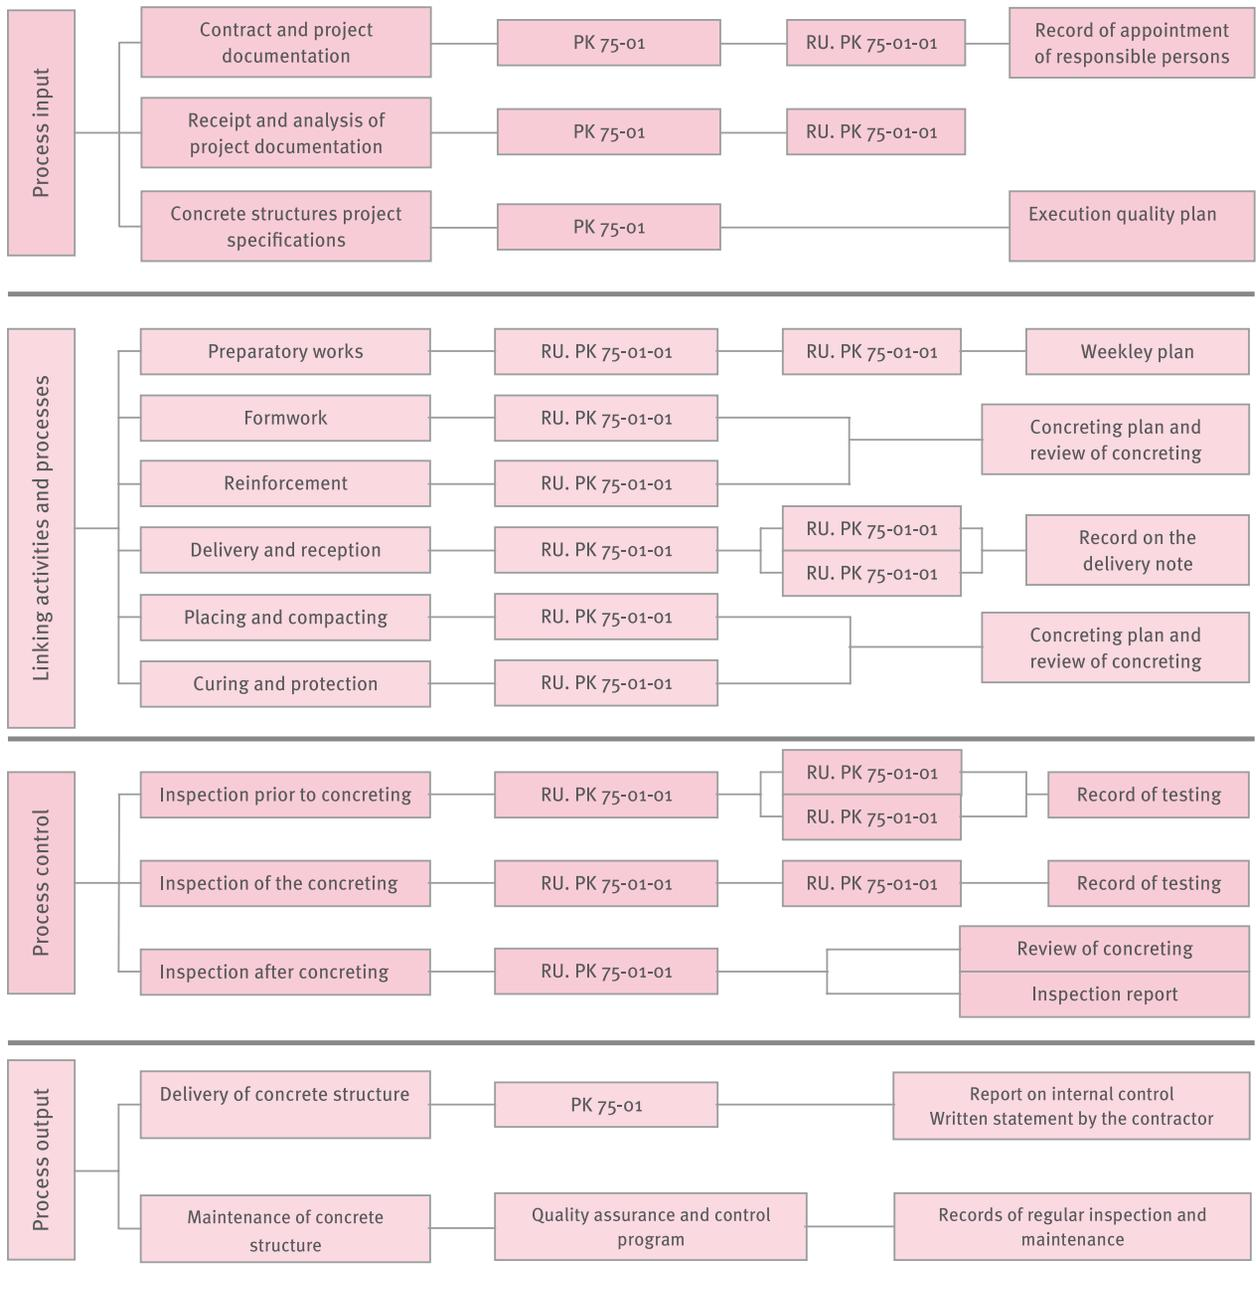 Process input
Contract and project
documentation
PK 75-01
RU. PK 75-01-01
Record of appointment
of responsible persons
Receipt and analysis of
project documentation
PK 75-01
RU. PK 75-01-01
Concrete structures project
specifications
PK 75-01
Execution quality plan
Linking activities and processes
Preparatory works
RU. PK 75-01-01
RU. PK 75-01-01
Weekley plan
Formwork
RU. PK 75-01-01
Concreting plan and
review of concreting
Reinforcement
RU. PK 75-01-01
Delivery and reception
RU. PK 75-01-01
RU. PK 75-01-01
RU. PK 75-01-01
Record on the
delivery note
Placing and compacting
RU. PK 75-01-01
Concreting plan and
review of concreting
Curing and protection
RU. PK 75-01-01
Process control
Inspection prior to concreting
RU. PK 75-01-01
RU. PK 75-01-01
RU. PK 75-01-01
Record of testing
Inspection of the concreting
RU. PK 75-01-01
RU. PK 75-01-01
Record of testing
Inspection after concreting
RU. PK 75-01-01
Review of concreting
Inspection report
Process output
Delivery of concrete structure
PK 75-01
Report on internal control
Written statement by the contractor
Maintenance of concrete
structure
Quality assurance and control
program
Records of regular inspection and
maintenance